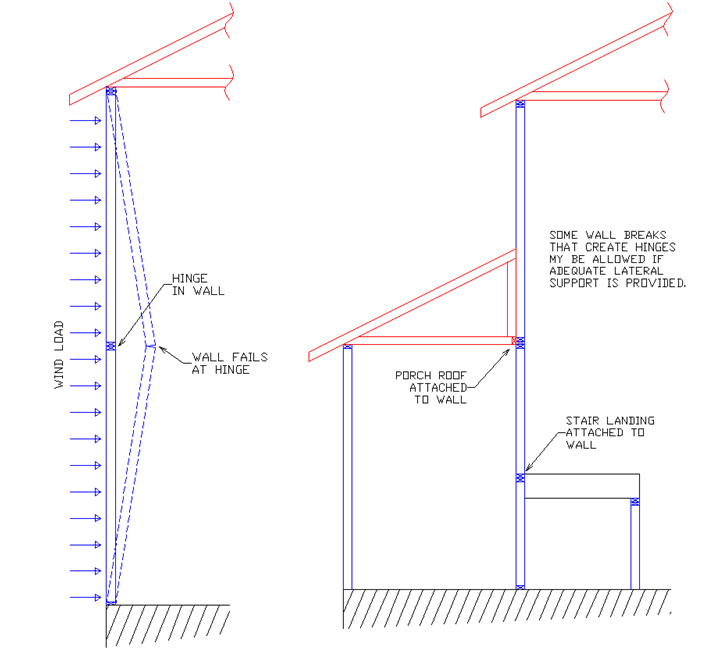 HINGE
IN WALL
WIND LOAD
WALL FAILS
AT HINGE
SOME WALL BREAKS
THAT CREATE HINGES
MY BE ALLOWED IF
ADEQUATE LATERAL
SUPPORT IS PROVIDED.
PORCH ROOF
ATTACHED
TO WALL
STAIR LANDING
ATTACHED TO
WALL